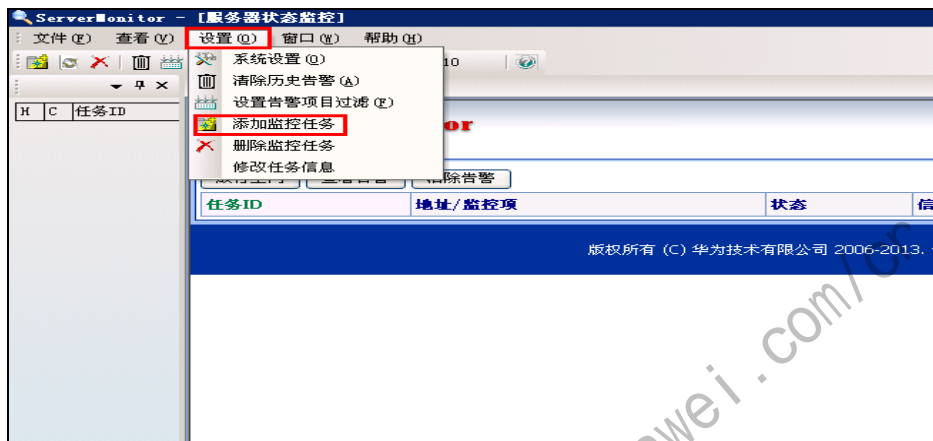 ServerMonitor - [服务器状态监控]
文件(F) 查看(V) 设置(O) 窗口(W) 帮助(H)
系统设置(O)
10
清除历史告警(A)
设置告警项目过滤(F)
H C 任务ID
添加监控任务
or
删除监控任务
修改任务信息
除告警
任务ID 地址/监控项 状态 信
版权所有 (C) 华为技术有限公司 2006-2013.
wei.com/cn